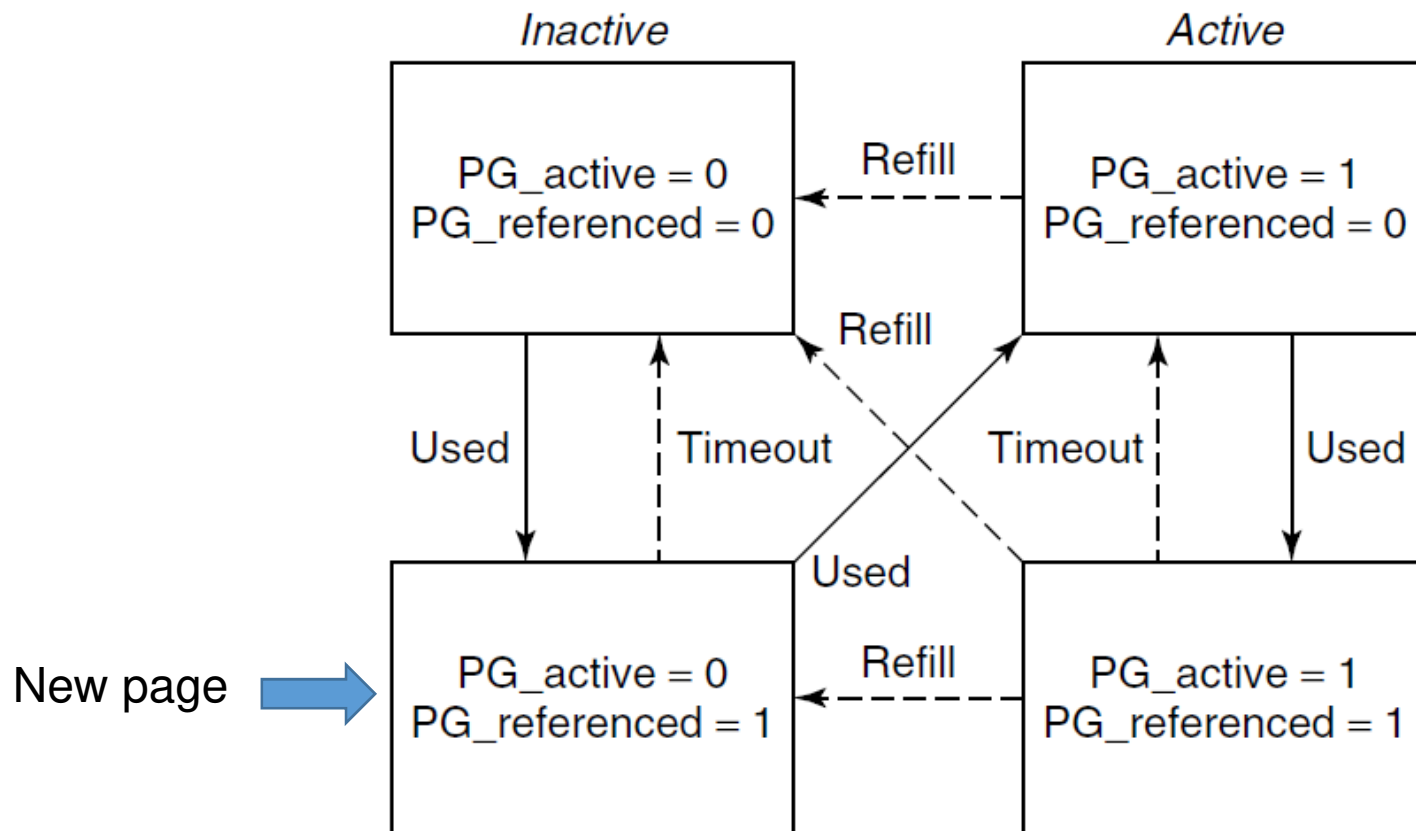 Inactive
Active
PG_active = 0
PG_referenced = 0
Refill
PG_active = 1
PG_referenced = 0
Refill
Used
Timeout
Timeout
Used
Used
New page
PG_active = 0
PG_referenced = 1
Refill
PG_active = 1
PG_referenced = 1